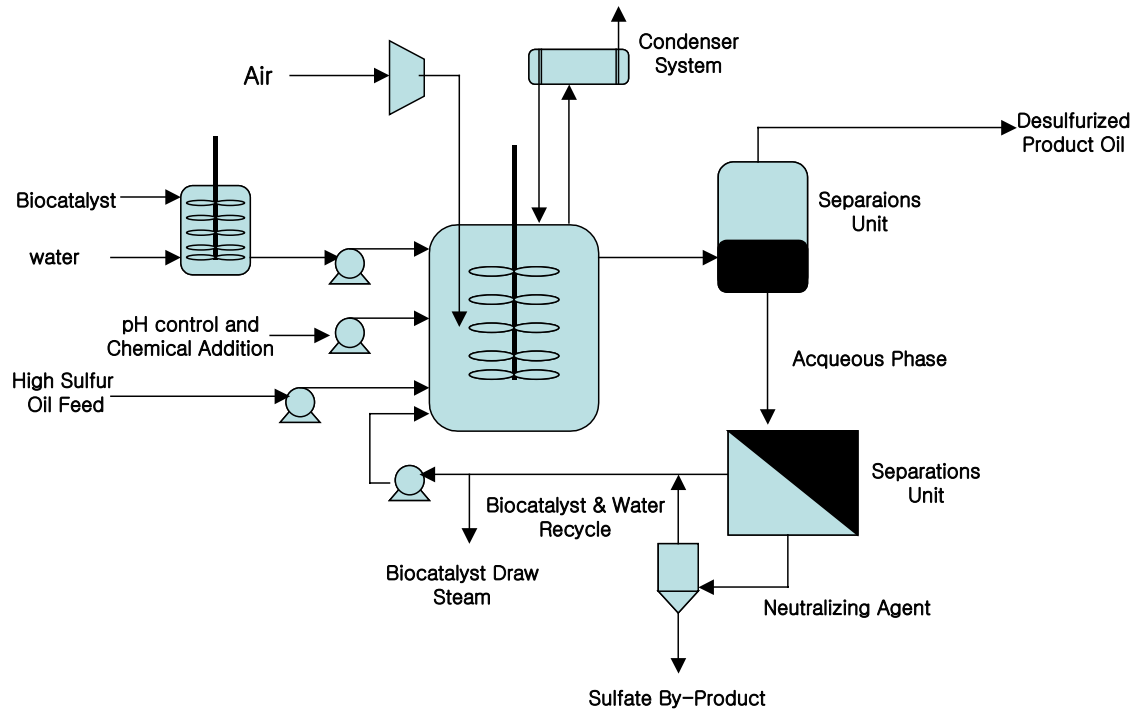 Condenser
System
Air
Desulfurized
Product Oil
Biocatalyst
Separaions
Unit
water
pH control and
Chemical Addition
Acqueous Phase
High Sulfur
Oil Feed
Separations
Unit
Biocatalyst & Water
Recycle
Biocatalyst Draw
Steam
Neutralizing Agent
Sulfate By-Product